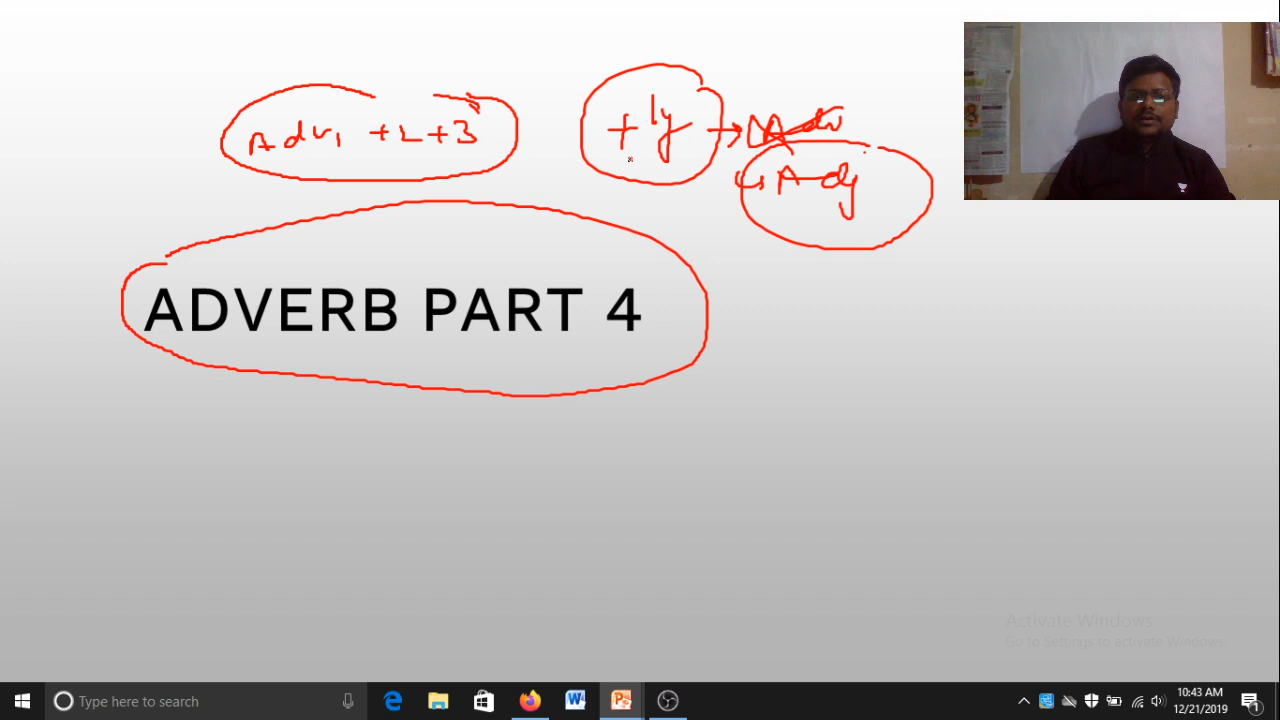 Adv1 +2+3
+ly → Adv
Adj
ADVERB PART 4
Activate Windows
Go to Settings to activate Windows.
Type here to search
10:43 AM
12/21/2019
1